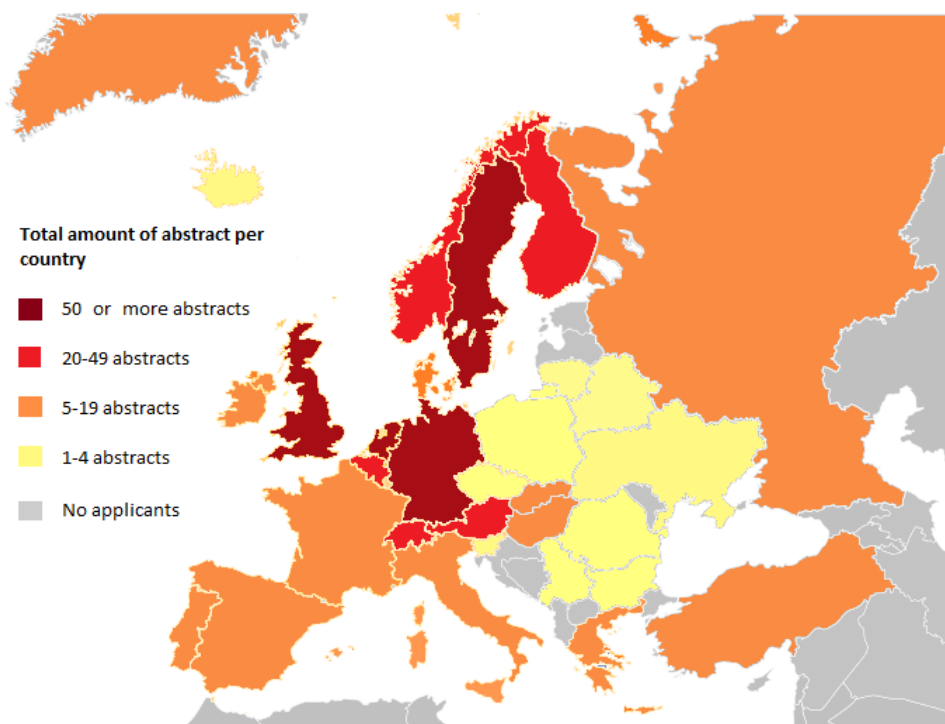 Total amount of abstract per
country
50 or more abstracts
20-49 abstracts
5-19 abstracts
1-4 abstracts
No applicants